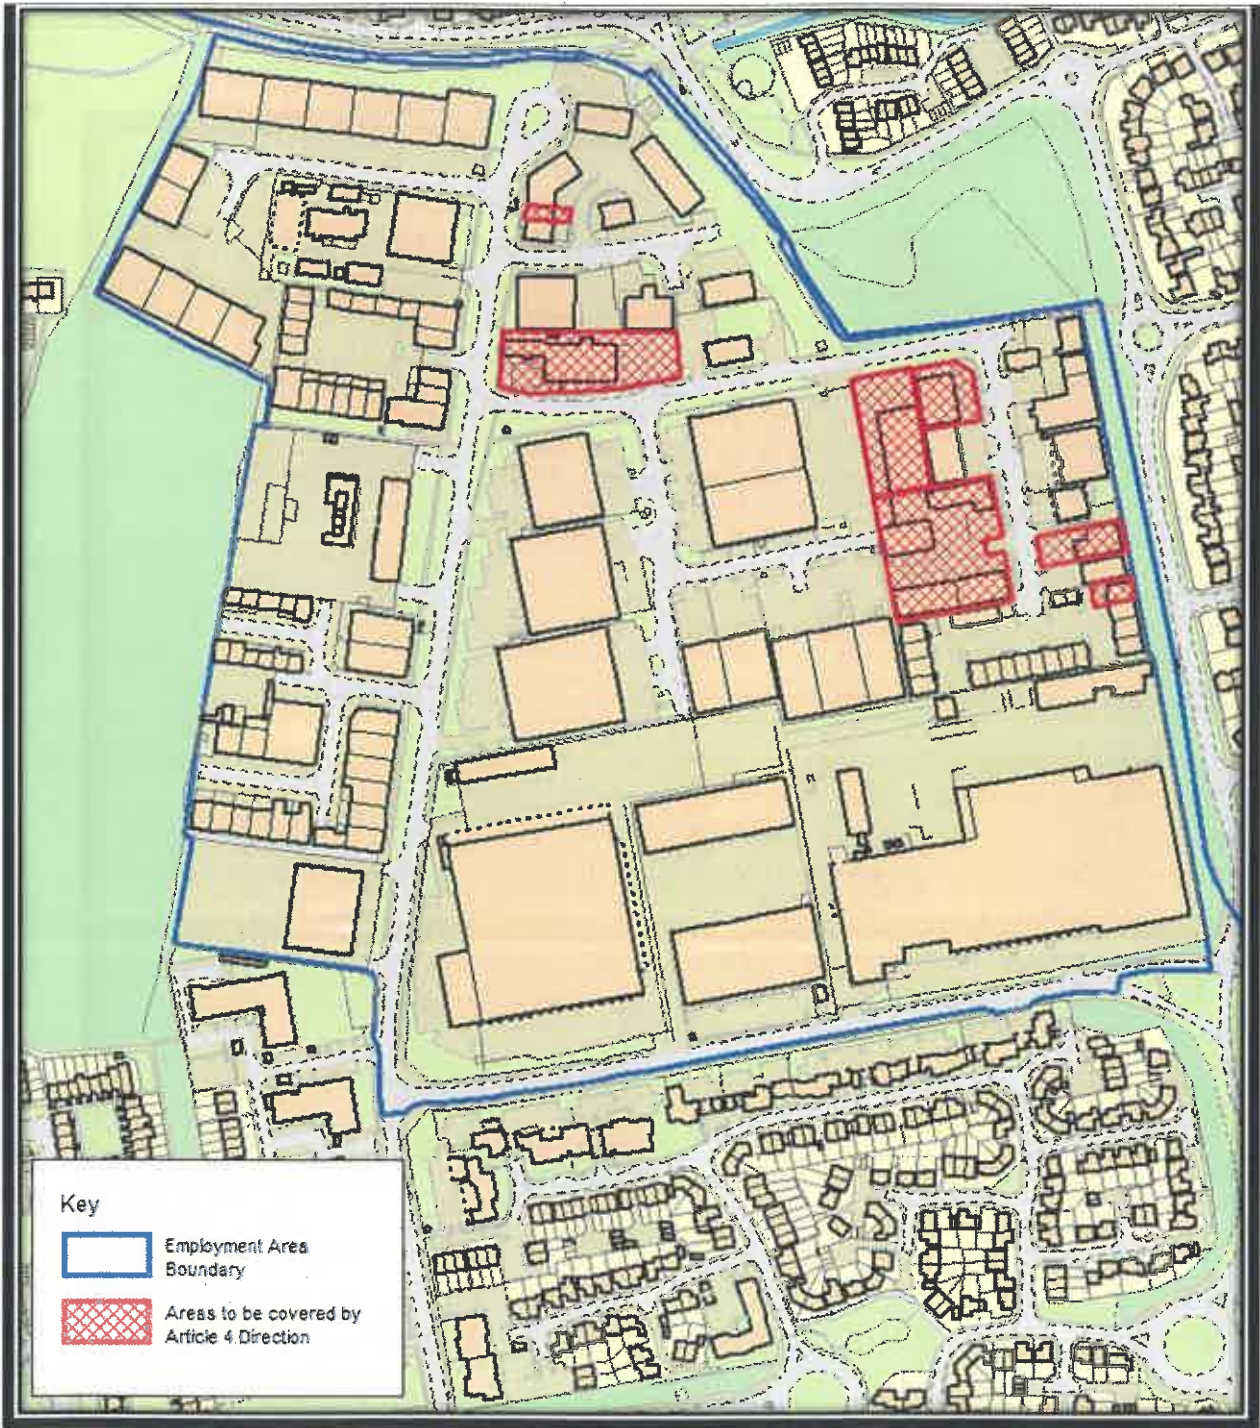 Key
Employment Area
Boundary
Areas to be covered by
Article 4 Direction